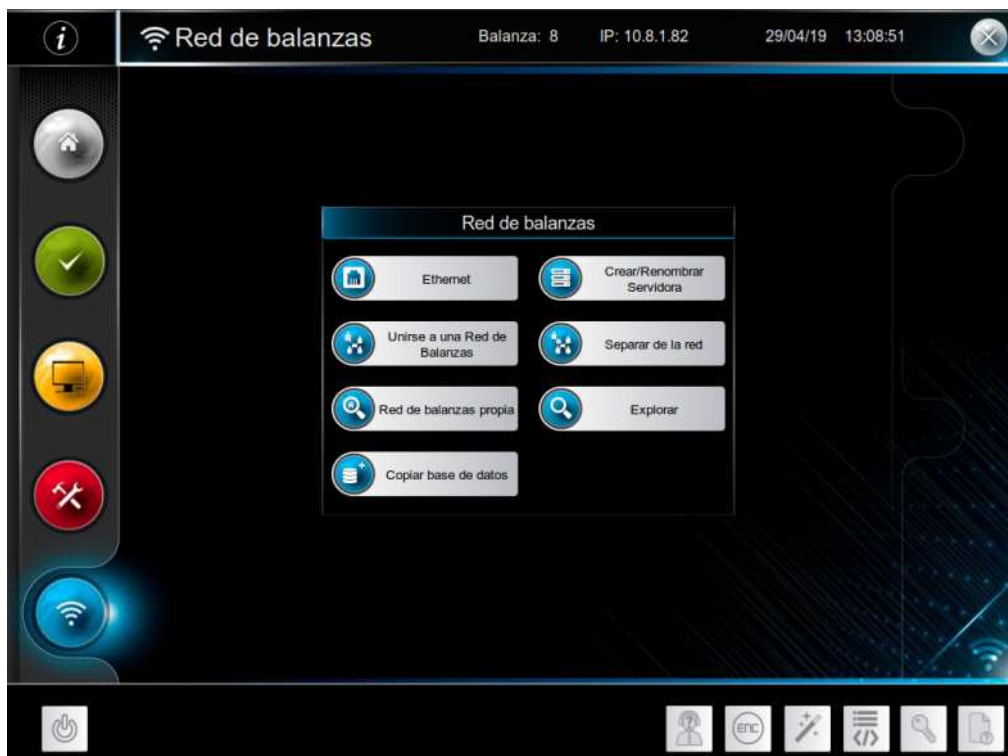 i
Red de balanzas
Balanza: 8
IP: 10.8.1.82
29/04/19 13:08:51
Red de balanzas
Ethernet
Crear/Renombrar
Servidora
Unirse a una Red de
Balanzas
Separar de la red
Red de balanzas propia
Explorar
Copiar base de datos
ENC